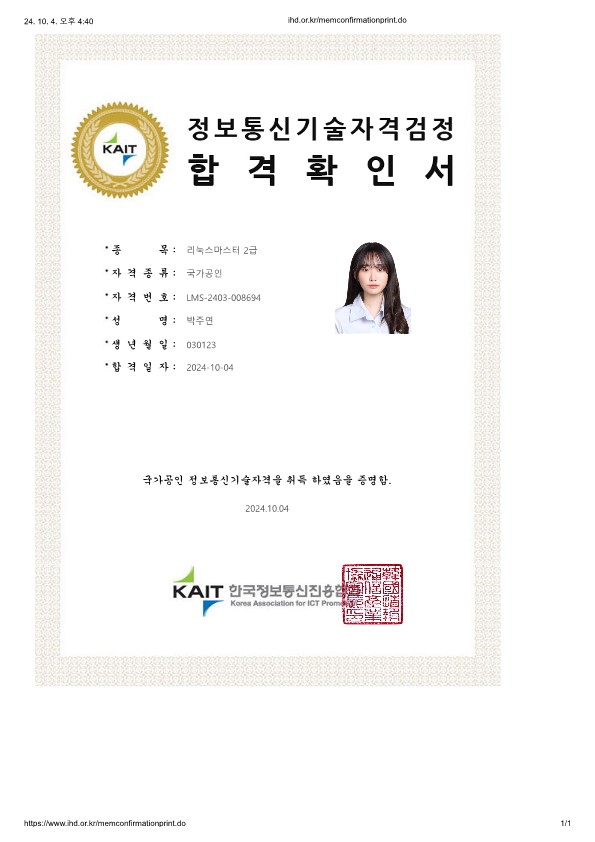 24. 10. 4. 오후 4:40
ihd.or.kr/memconfirmationprint.do
KAIT
정보통신기술자격검정
합 격 확 인 서
* 종 목 : 리눅스마스터 2급
* 자 격 종 류 : 국가공인
* 자 격 번 호 : LMS-2403-008694
* 성 명 : 박주연
* 생 년 월 일 : 030123
* 합 격 일 자 : 2024-10-04
국가공인 정보통신기술자격을 취득 하였음을 증명함.
2024.10.04
KAIT 한국정보통신진흥협
Korea Association for ICT Promo
https://www.ihd.or.kr/memconfirmationprint.do
1/1